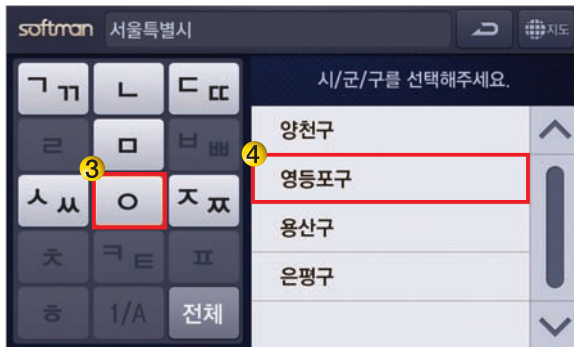 softman 서울특별시 지도
시/군/구를 선택해주세요.
ㄱ ㄲ ㄴ ㄷ ㄸ
ㄹ ㅁ ㅂ ㅃ
3 4
ㅅ ㅆ ㅇ ㅈ ㅉ
ㅊ ㅋ ㅌ ㅍ
ㅎ 1/A 전체
양천구
영등포구
용산구
은평구